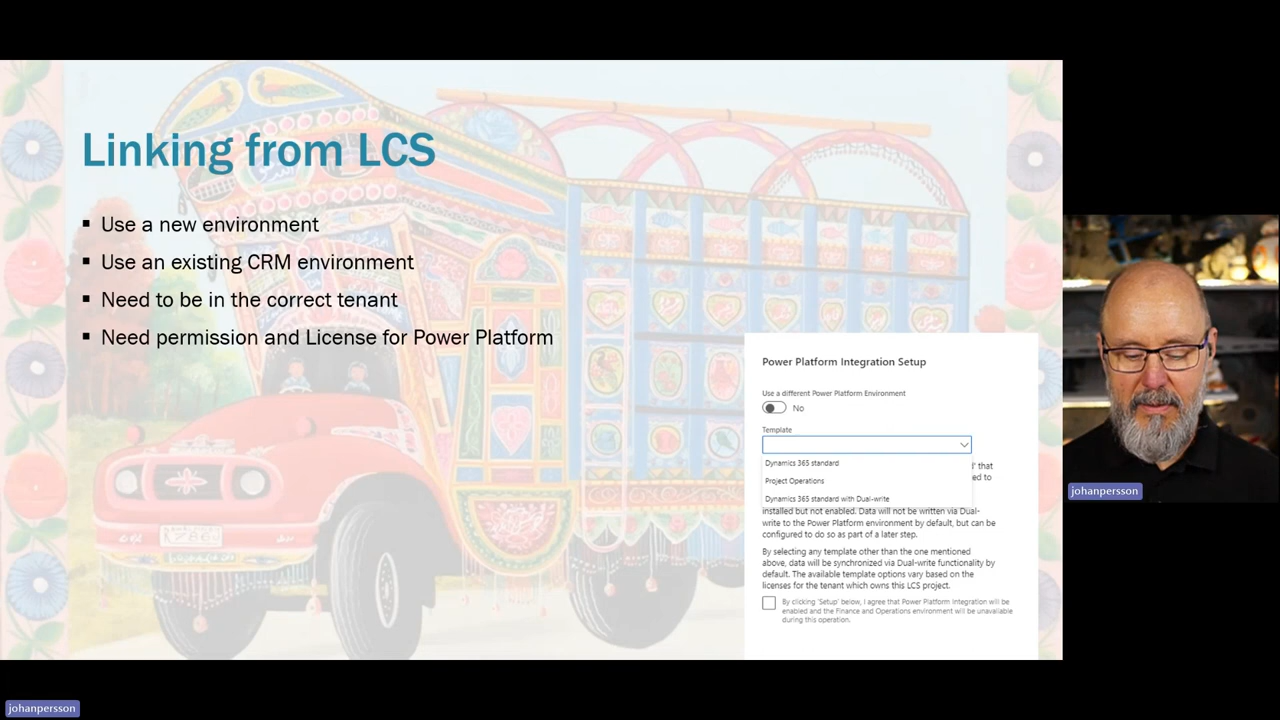 Linking from LCS
▪ Use a new environment
▪ Use an existing CRM environment
▪ Need to be in the correct tenant
▪ Need permission and License for Power Platform
Power Platform Integration Setup
Use a different Power Platform Environment
No
Template
Dynamics 365 standard
Project Operations
Dynamics 365 standard with Dual-write
that
ed to
installed but not enabled. Data will not be written via Dual-
write to the Power Platform environment by default, but can be
configured to do so as part of a later step.
By selecting any template other than the one mentioned
above, data will be synchronized via Dual-write functionality by
default. The available template options vary based on the
licenses for the tenant which owns this LCS project.
By clicking 'Setup' below, I agree that Power Platform Integration will be
enabled and the Finance and Operations environment will be unavailable
during this operation.
johanpersson
johanpersson